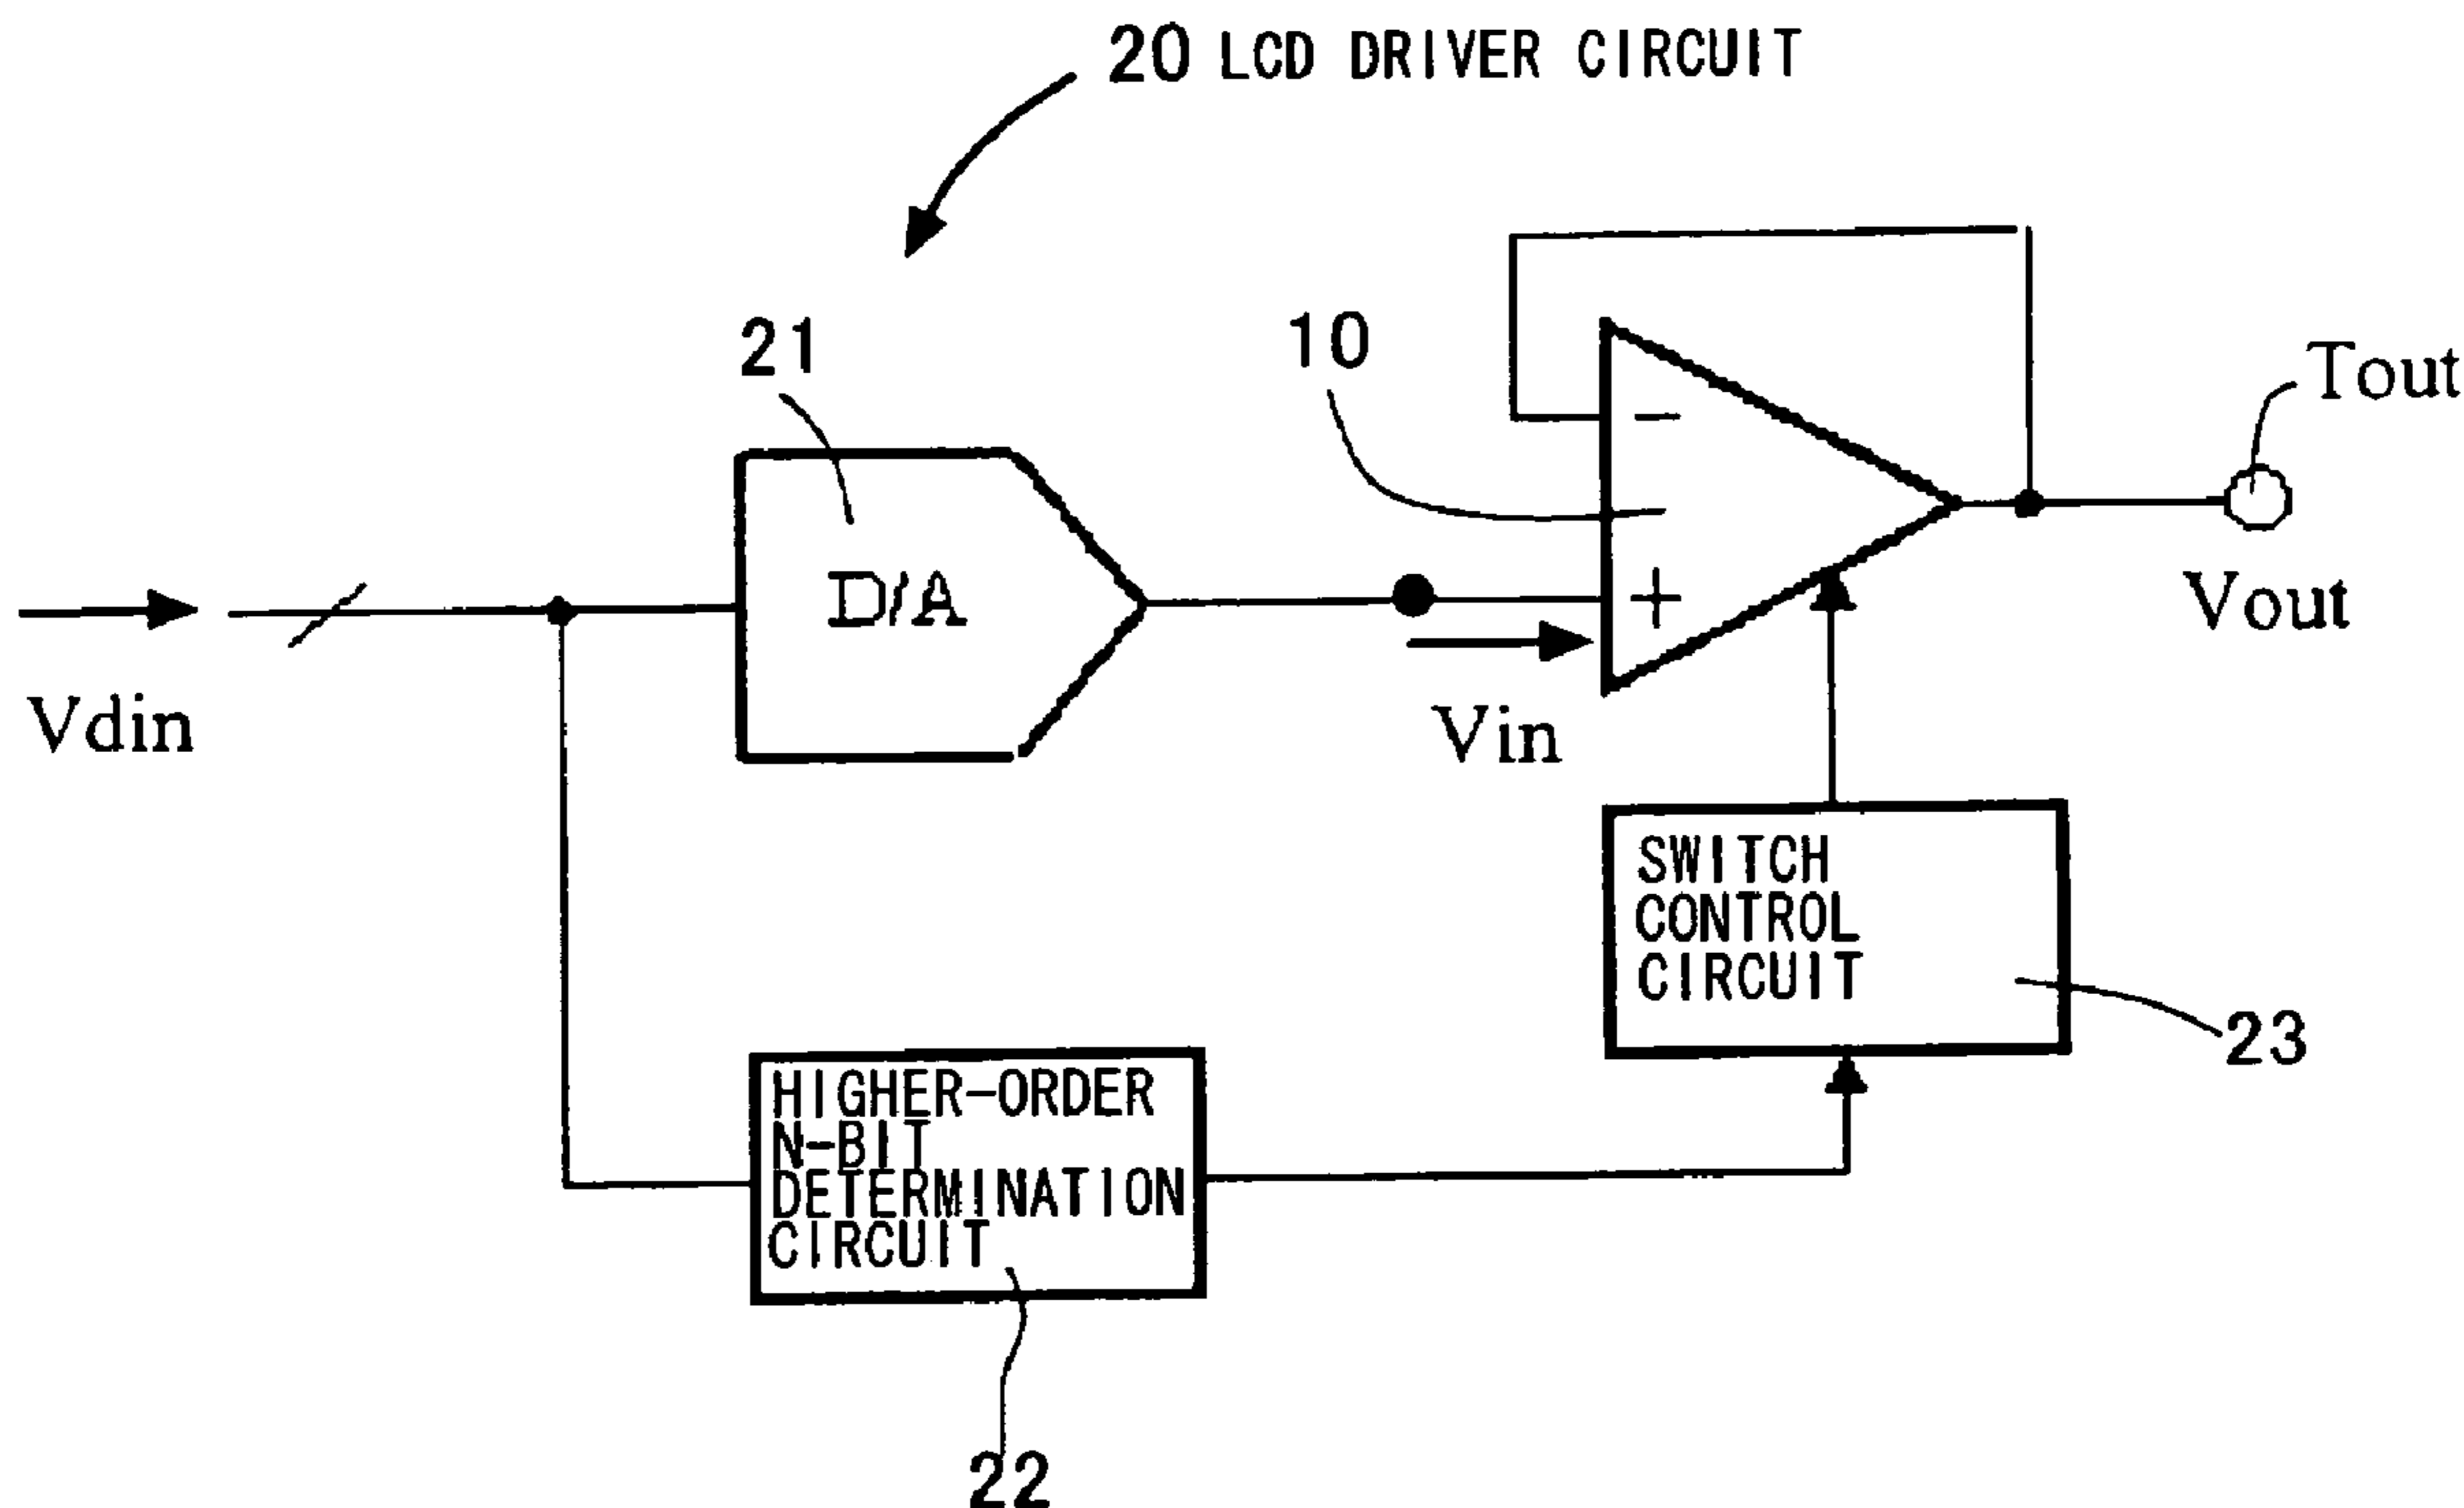 20 LCD DRIVER CIRCUIT
21
10
Tout
D/A
−
+
Vout
Vdin
Vin
SWITCH
CONTROL
CIRCUIT
23
HIGHER-ORDER
N-BIT
DETERMINATION
CIRCUIT
22